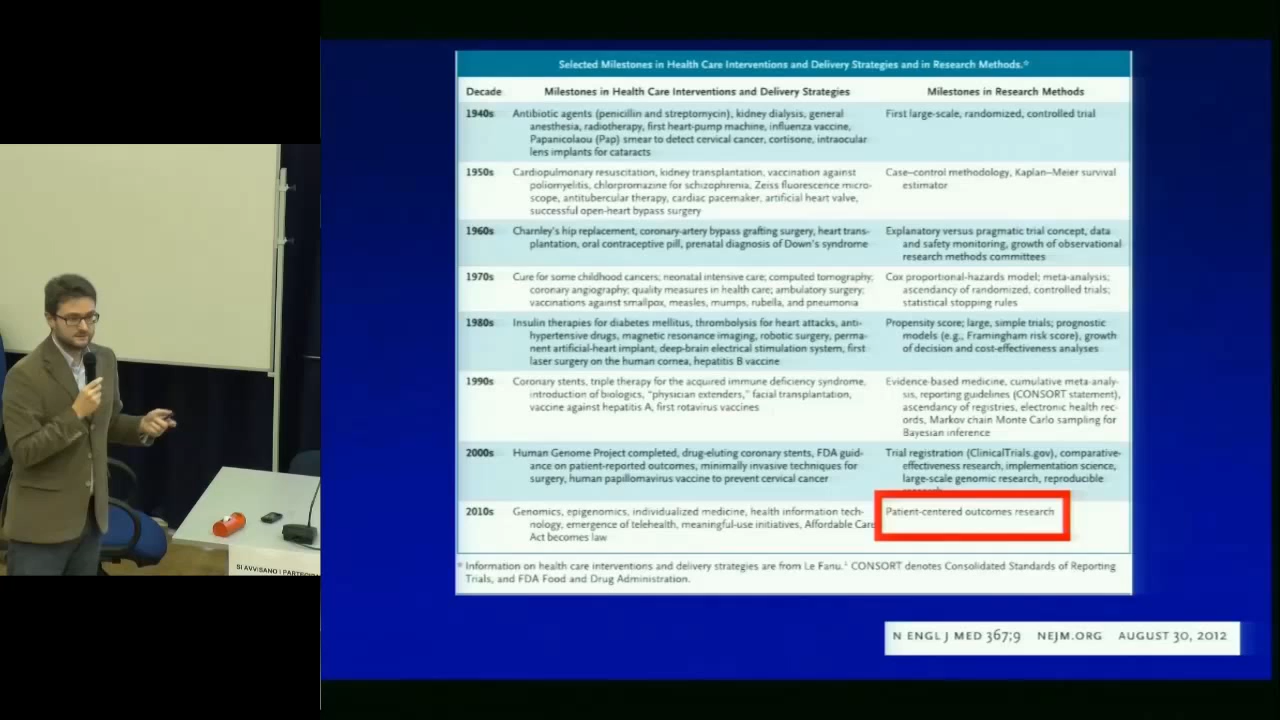 Selected Milestones in Health Care Interventions and Delivery Strategies and in Research Methods.*
Decade Milestones in Health Care Interventions and Delivery Strategies Milestones in Research Methods
1940s Antibiotic agents (penicillin and streptomycin), kidney dialysis, general
anesthesia, radiotherapy, first heart-pump machine, influenza vaccine,
Papanicolaou (Pap) smear to detect cervical cancer, cortisone, intraocular
lens implants for cataracts
First large-scale, randomized, controlled trial
1950s Cardiopulmonary resuscitation, kidney transplantation, vaccination against
poliomyelitis, chlorpromazine for schizophrenia, Zeiss fluorescence micro-
scope, antitubercular therapy, cardiac pacemaker, artificial heart valve,
successful open-heart bypass surgery
Case–control methodology, Kaplan–Meier survival
estimator
1960s Charnley's hip replacement, coronary-artery bypass grafting surgery, heart trans-
plantation, oral contraceptive pill, prenatal diagnosis of Down's syndrome
Explanatory versus pragmatic trial concept, data
and safety monitoring, growth of observational
research methods committees
1970s Cure for some childhood cancers; neonatal intensive care; computed tomography;
coronary angiography; quality measures in health care; ambulatory surgery;
vaccinations against smallpox, measles, mumps, rubella, and pneumonia
Cox proportional-hazards model; meta-analysis;
ascendancy of randomized, controlled trials;
statistical stopping rules
1980s Insulin therapies for diabetes mellitus, thrombolysis for heart attacks, anti-
hypertensive drugs, magnetic resonance imaging, robotic surgery, perma-
nent artificial-heart implant, deep-brain electrical stimulation system, first
laser surgery on the human cornea, hepatitis B vaccine
Propensity score; large, simple trials; prognostic
models (e.g., Framingham risk score), growth
of decision and cost-effectiveness analyses
1990s Coronary stents, triple therapy for the acquired immune deficiency syndrome,
introduction of biologics, "physician extenders," facial transplantation,
vaccine against hepatitis A, first rotavirus vaccines
Evidence-based medicine, cumulative meta-analy-
sis, reporting guidelines (CONSORT statement),
ascendancy of registries, electronic health rec-
ords, Markov chain Monte Carlo sampling for
Bayesian inference
2000s Human Genome Project completed, drug-eluting coronary stents, FDA guid-
ance on patient-reported outcomes, minimally invasive techniques for
surgery, human papillomavirus vaccine to prevent cervical cancer
Trial registration (ClinicalTrials.gov), comparative-
effectiveness research, implementation science,
large-scale genomic research, reproducible
2010s Genomics, epigenomics, individualized medicine, health information tech-
nology, emergence of telehealth, meaningful-use initiatives, Affordable Care
Act becomes law
Patient-centered outcomes research
* Information on health care interventions and delivery strategies are from Le Fanu.1 CONSORT denotes Consolidated Standards of Reporting
Trials, and FDA Food and Drug Administration.
N ENGL J MED 367;9 NEJM.ORG AUGUST 30, 2012
SI AVVISANO I